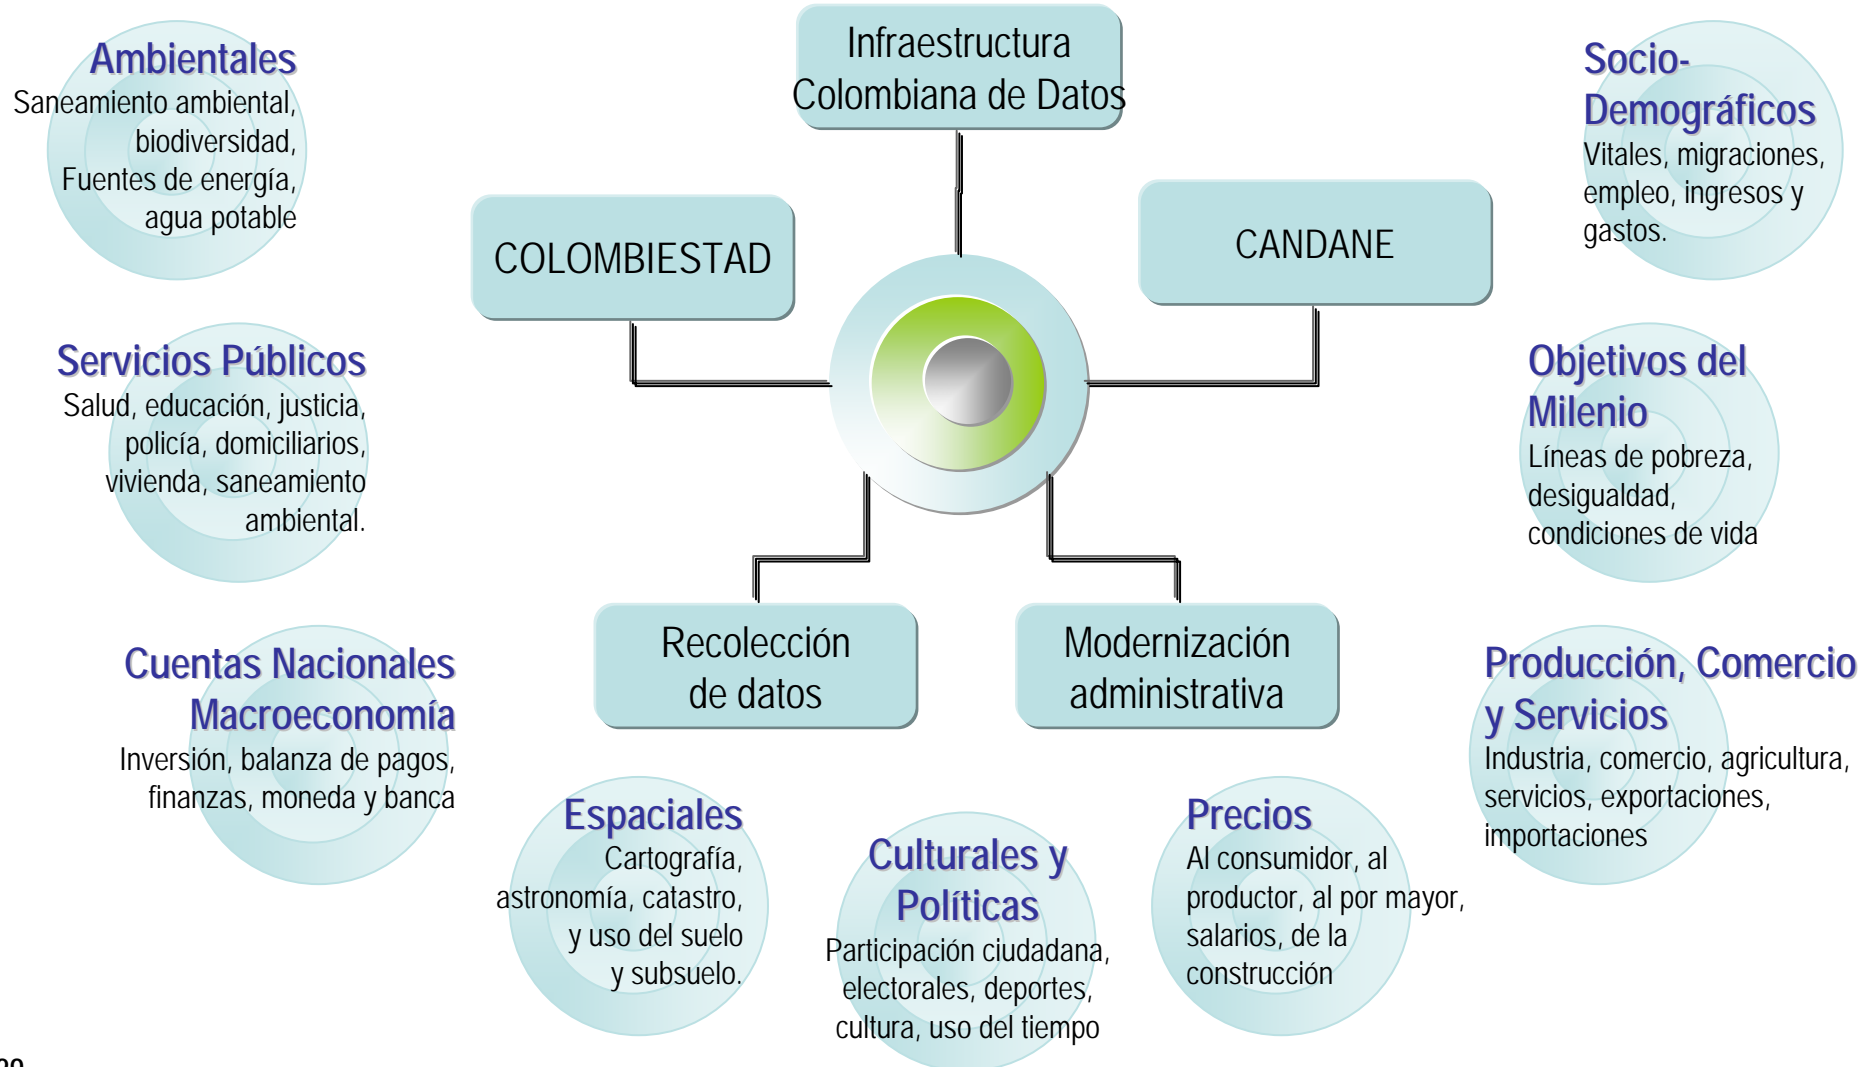 Infraestructura
Colombiana de Datos
COLOMBIESTAD
CANDANE
Recolección
de datos
Modernización
administrativa
Ambientales
Saneamiento ambiental,
biodiversidad,
Fuentes de energía,
agua potable
Servicios Públicos
Salud, educación, justicia,
policía, domiciliarios,
vivienda, saneamiento
ambiental.
Cuentas Nacionales
Macroeconomía
Inversión, balanza de pagos,
finanzas, moneda y banca
Espaciales
Cartografía,
astronomía, catastro,
y uso del suelo
y subsuelo.
Culturales y
Políticas
Participación ciudadana,
electorales, deportes,
cultura, uso del tiempo
Precios
Al consumidor, al
productor, al por mayor,
salarios, de la
construcción
Producción, Comercio
y Servicios
Industria, comercio, agricultura,
servicios, exportaciones,
importaciones
Objetivos del
Milenio
Líneas de pobreza,
desigualdad,
condiciones de vida
Socio-
Demográficos
Vitales, migraciones,
empleo, ingresos y
gastos.